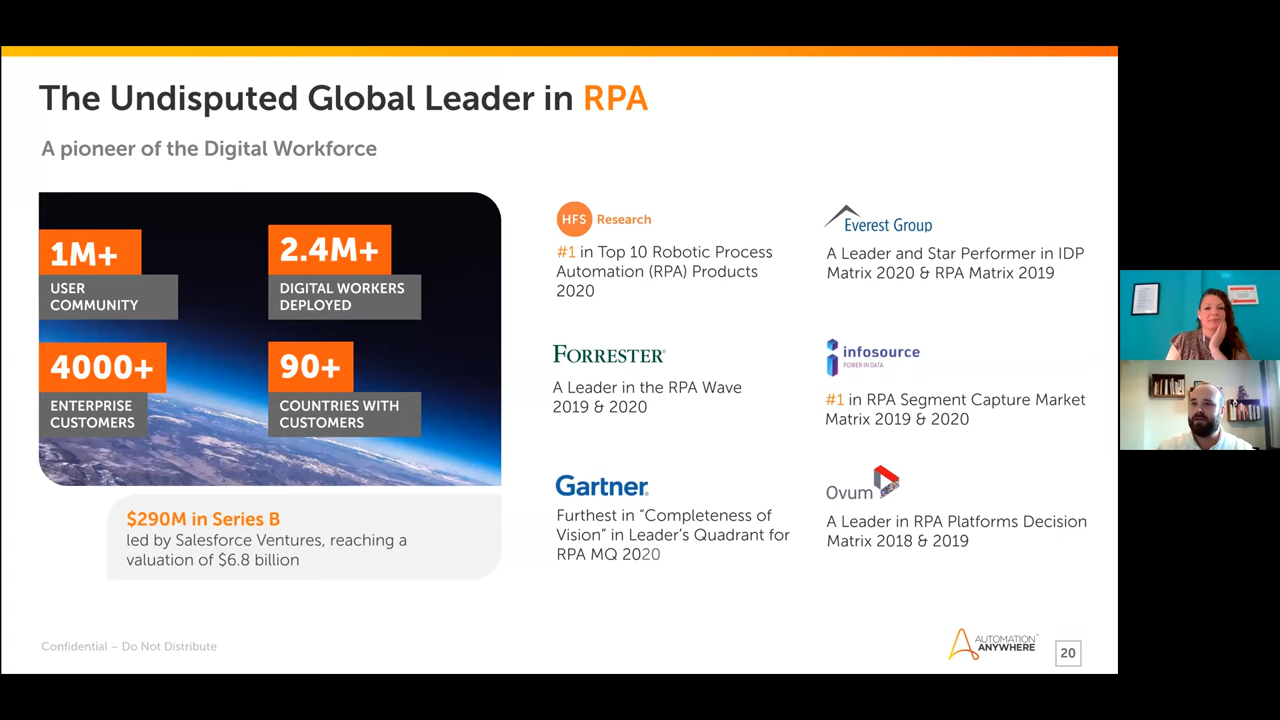 The Undisputed Global Leader in RPA
A pioneer of the Digital Workforce
1M+
USER
COMMUNITY
2.4M+
DIGITAL WORKERS
DEPLOYED
4000+
ENTERPRISE
CUSTOMERS
90+
COUNTRIES WITH
CUSTOMERS
$290M in Series B
led by Salesforce Ventures, reaching a
valuation of $6.8 billion
HFS Research
#1 in Top 10 Robotic Process
Automation (RPA) Products
2020
Everest Group
A Leader and Star Performer in IDP
Matrix 2020 & RPA Matrix 2019
FORRESTER®
A Leader in the RPA Wave
2019 & 2020
infosource
POWER IN DATA
#1 in RPA Segment Capture Market
Matrix 2019 & 2020
Gartner
Furthest in “Completeness of
Vision” in Leader’s Quadrant for
RPA MQ 2020
Ovum
A Leader in RPA Platforms Decision
Matrix 2018 & 2019
Confidential – Do Not Distribute
AUTOMATION
ANYWHERE
20